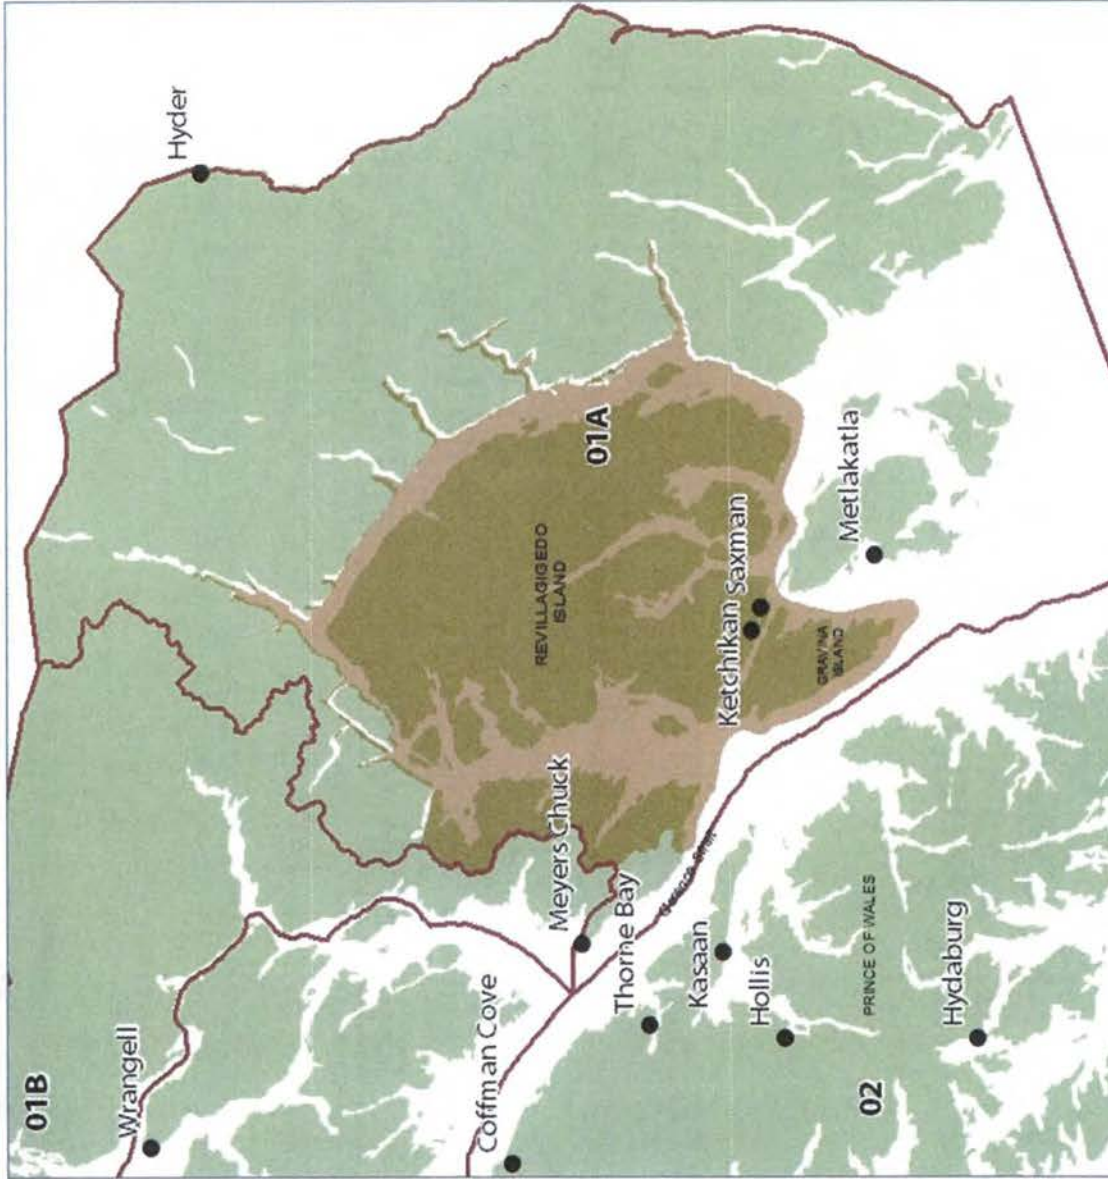 01B
Wrangell
Hyder
Coffman Cove
Meyers Chuck
REVILLAGIGEDO
ISLAND
01A
Thorne Bay
Kasaan
Hollis
Ketchikan
Saxman
GRAVINA
ISLAND
Metlakatla
PRINCE OF WALES
02
Hydaburg